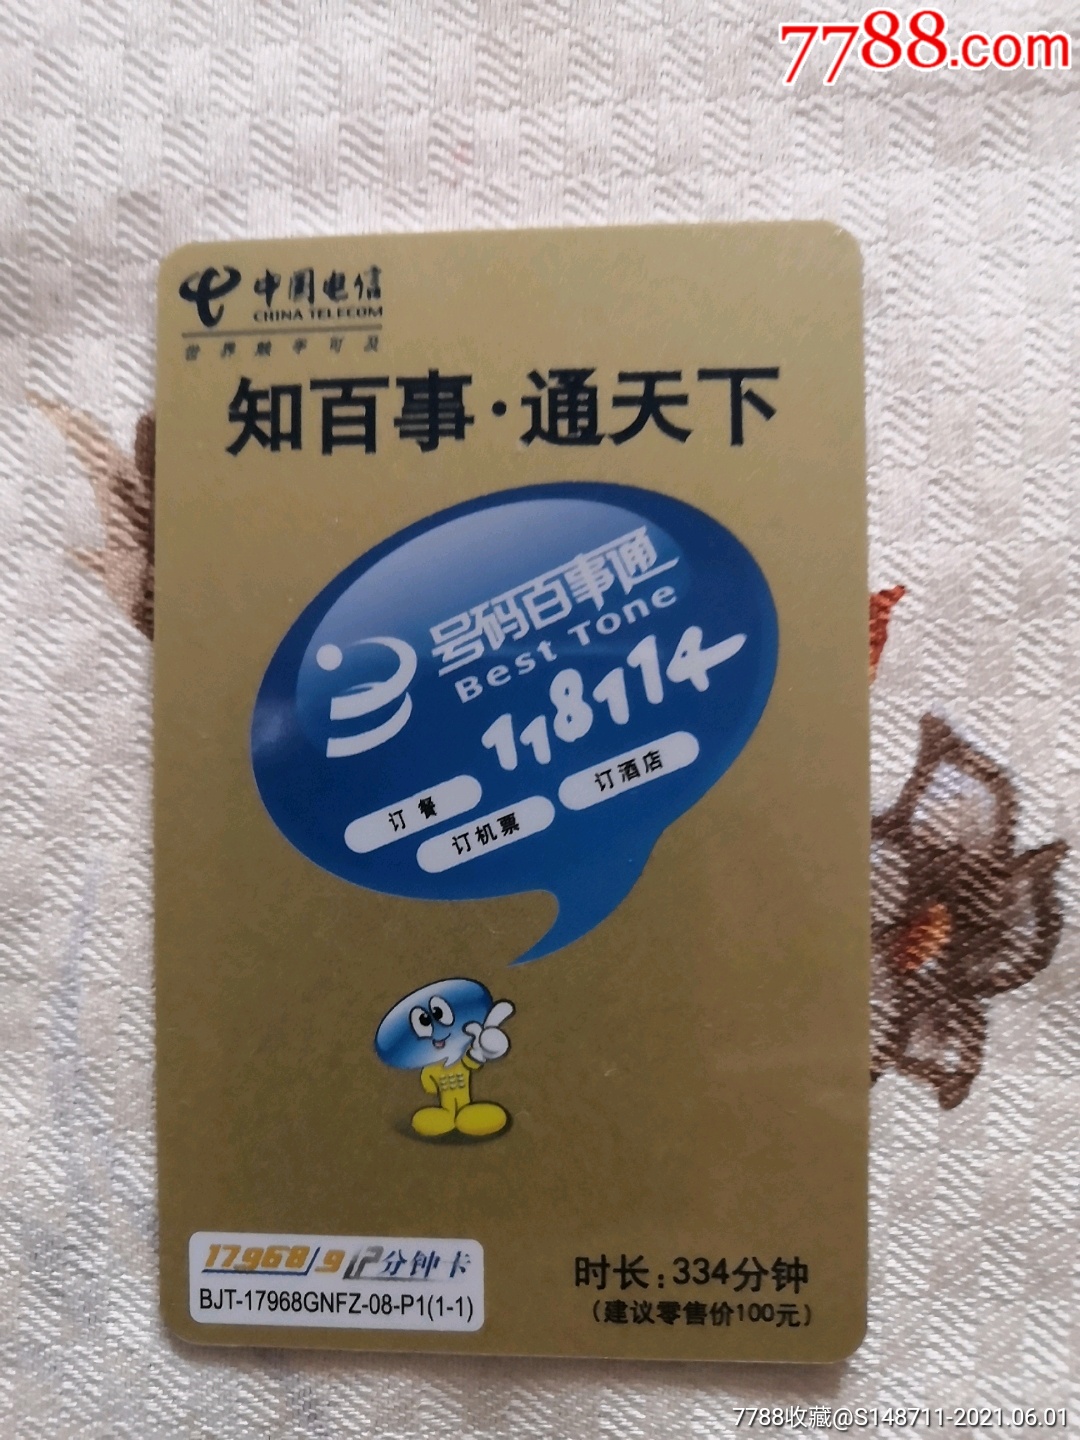 7788.com
中国电信
CHINA TELECOM
世界触手可及
知百事·通天下
号码百事通
Best Tone
118114
订餐
订机票
订酒店
17968/9 IP分钟卡
BJT-17968GNFZ-08-P1(1-1)
时长：334分钟
（建议零售价100元）
7788收藏@S148711-2021.06.01